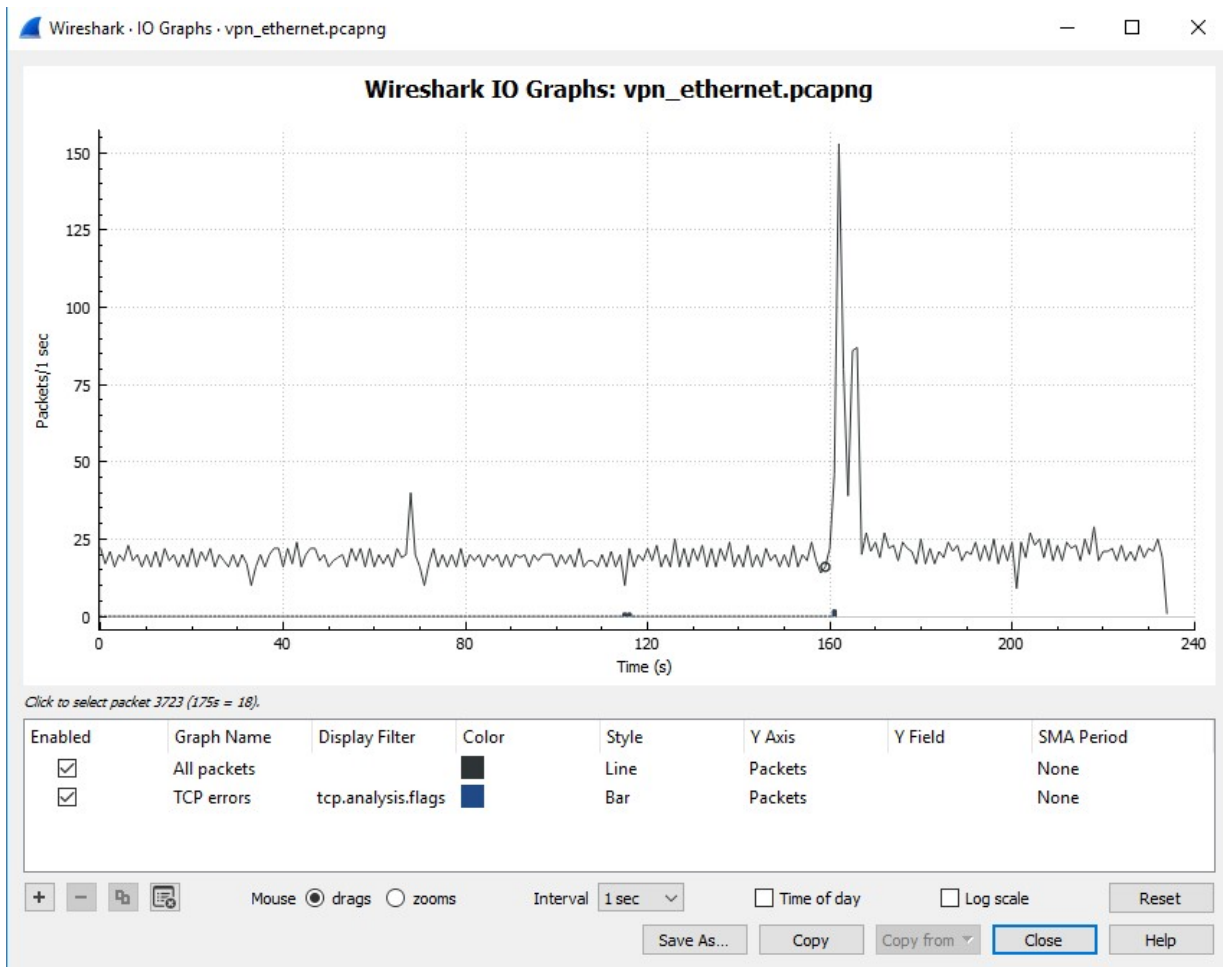 Wireshark · IO Graphs · vpn_ethernet.pcapng
Wireshark IO Graphs: vpn_ethernet.pcapng
150
125
100
75
50
25
0
Packets/1 sec
0 40 80 120 160 200 240
Time (s)
Click to select packet 3723 (175s = 18).
Enabled Graph Name Display Filter Color Style Y Axis Y Field SMA Period
All packets Line Packets None
TCP errors tcp.analysis.flags Bar Packets None
Mouse drags zooms Interval 1 sec Time of day Log scale Reset
Save As... Copy Copy from Close Help